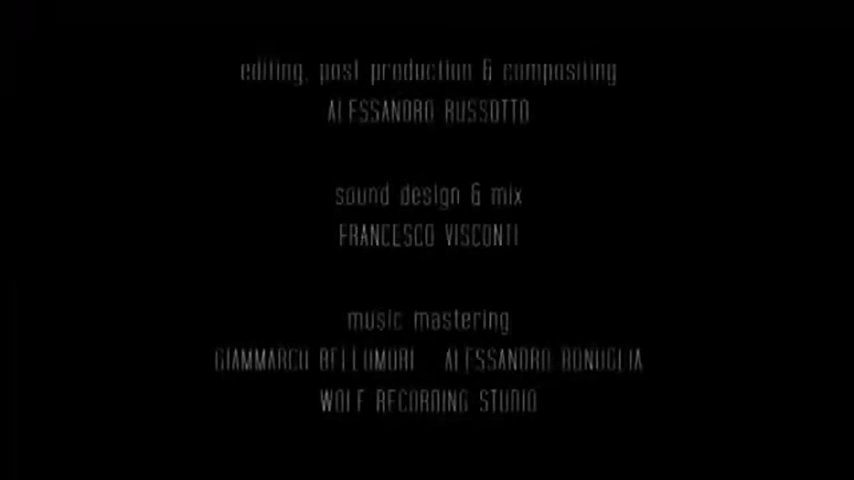 editing, post production & compositing
ALESSANDRO RUSSOTTO
sound design & mix
FRANCESCO VISCONTI
music mastering
GIAMMARCO BELLUMORI ALESSANDRO BONUGLIA
WOLF RECORDING STUDIO